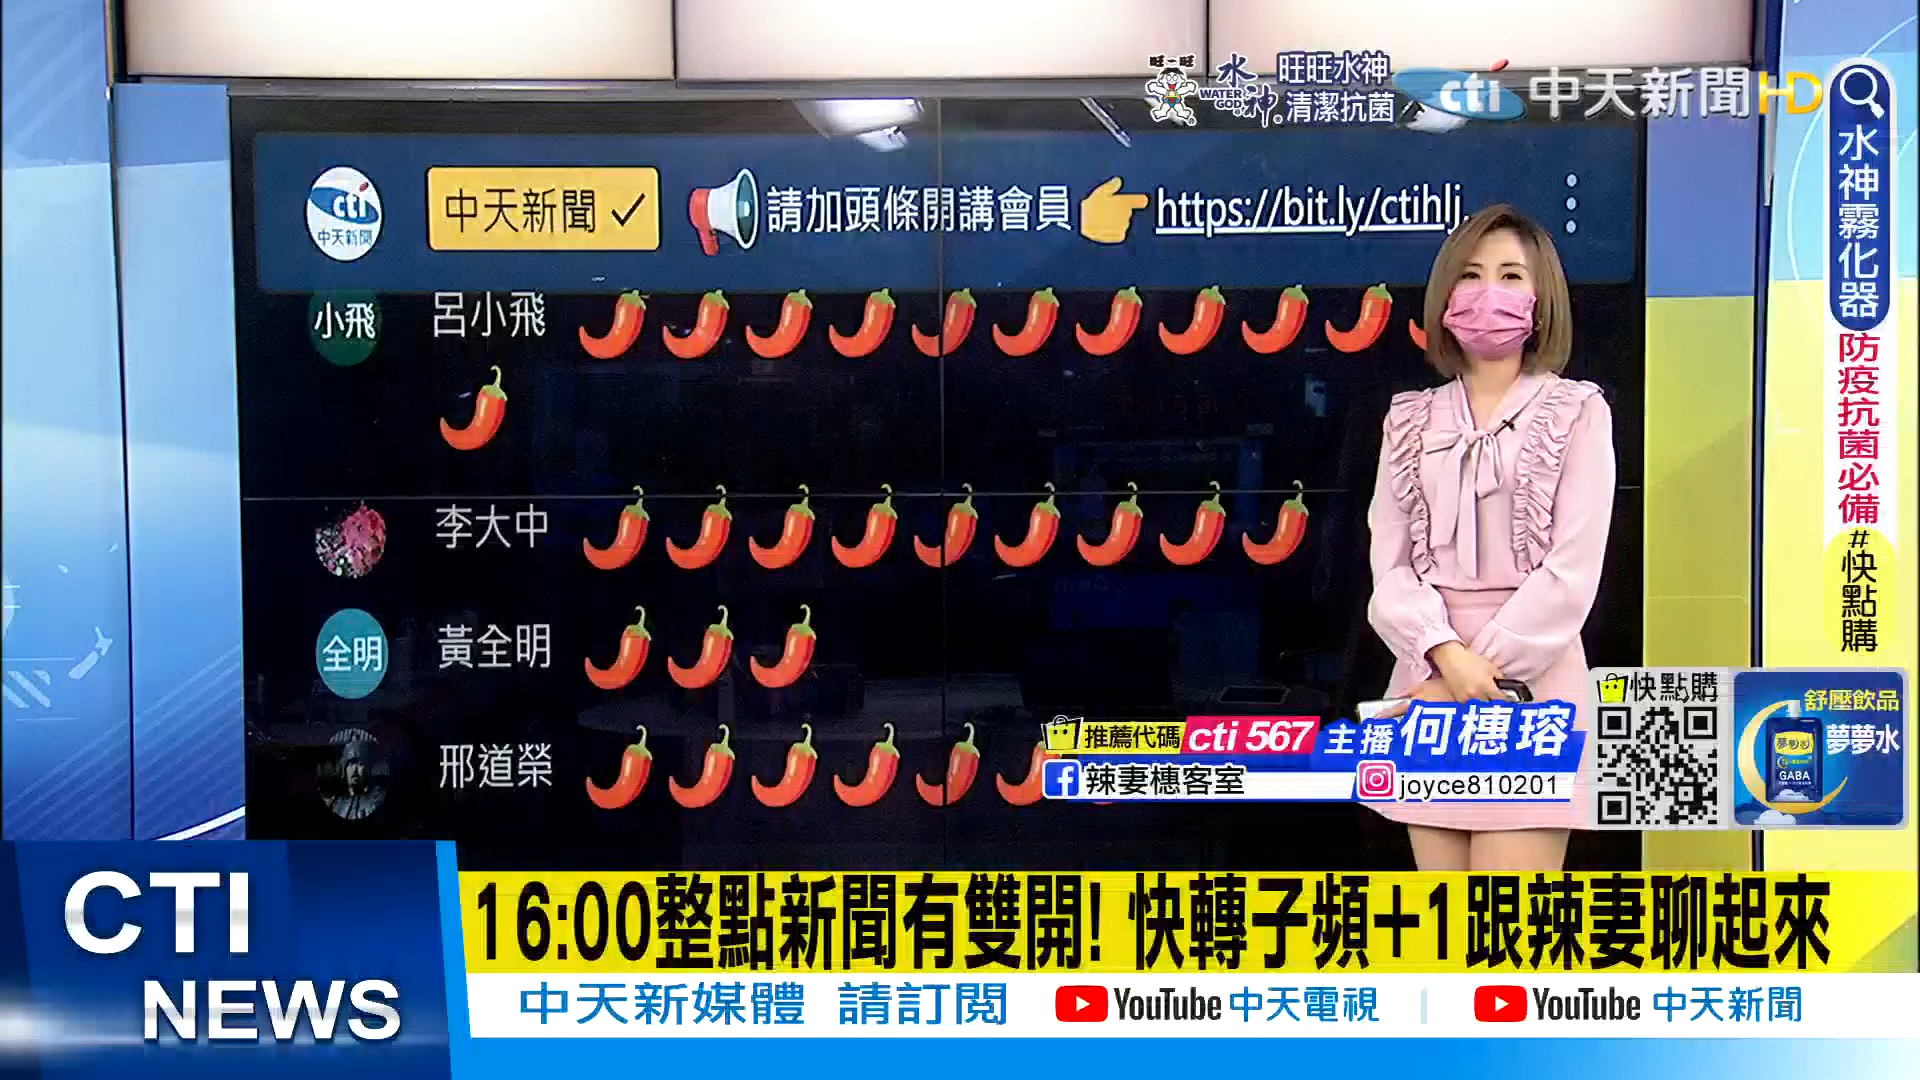 旺-旺
水神
WATER GOD
旺旺水神
清潔抗菌
cti 中天新聞HD
水神霧化器
防疫抗菌必備
#快點購
cti
中天新聞
中天新聞 ✓
請加頭條開講會員 https://bit.ly/ctihlj
小飛 呂小飛
李大中
全明 黃全明
邢道榮
推薦代碼 cti 567 主播 何橞瑢
辣妻橞客室 joyce810201
快點購
舒壓飲品
夢夢水
GABA
CTI NEWS
16:00整點新聞有雙開! 快轉子頻+1跟辣妻聊起來
中天新媒體 請訂閱 YouTube 中天電視 | YouTube 中天新聞